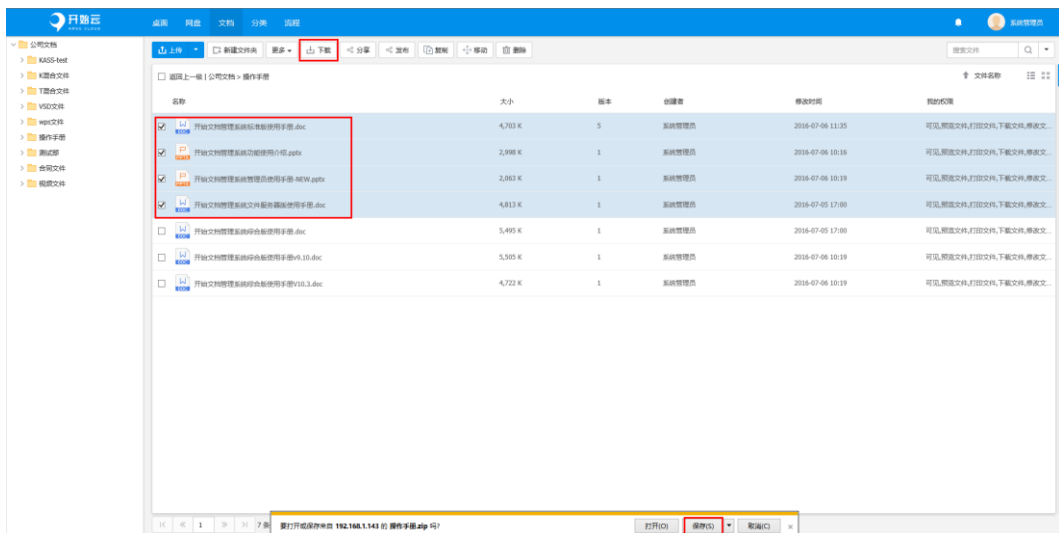 开始云
KASS CLOUD
桌面 网盘 文档 分类 流程
系统管理员
公司文档
KASS-test
K混合文件
T混合文件
VSD文件
wps文件
操作手册
测试部
合同文件
视频文件
上传 新建文件夹 更多 下载 分享 发布 复制 移动 删除
搜索文件
返回上一级 | 公司文档 > 操作手册
文件名称
名称 大小 版本 创建者 修改时间 我的权限
开始文档管理系统标准版使用手册.doc 4,703 K 5 系统管理员 2016-07-06 11:35 可见,预览文件,打印文件,下载文件,修改文...
开始文档管理系统功能使用介绍.pptx 2,998 K 1 系统管理员 2016-07-06 10:16 可见,预览文件,打印文件,下载文件,修改文...
开始文档管理系统管理员使用手册-NEW.pptx 2,063 K 1 系统管理员 2016-07-06 10:19 可见,预览文件,打印文件,下载文件,修改文...
开始文档管理系统文件服务器版使用手册.doc 4,813 K 1 系统管理员 2016-07-05 17:00 可见,预览文件,打印文件,下载文件,修改文...
开始文档管理系统综合版使用手册.doc 5,495 K 1 系统管理员 2016-07-05 17:00 可见,预览文件,打印文件,下载文件,修改文...
开始文档管理系统综合版使用手册v9.10.doc 5,505 K 1 系统管理员 2016-07-06 10:19 可见,预览文件,打印文件,下载文件,修改文...
开始文档管理系统综合版使用手册V10.3.doc 4,722 K 1 系统管理员 2016-07-06 10:19 可见,预览文件,打印文件,下载文件,修改文...
1 7条
要打开或保存来自 192.168.1.143 的 操作手册.zip 吗?
打开(O) 保存(S) 取消(C) ×